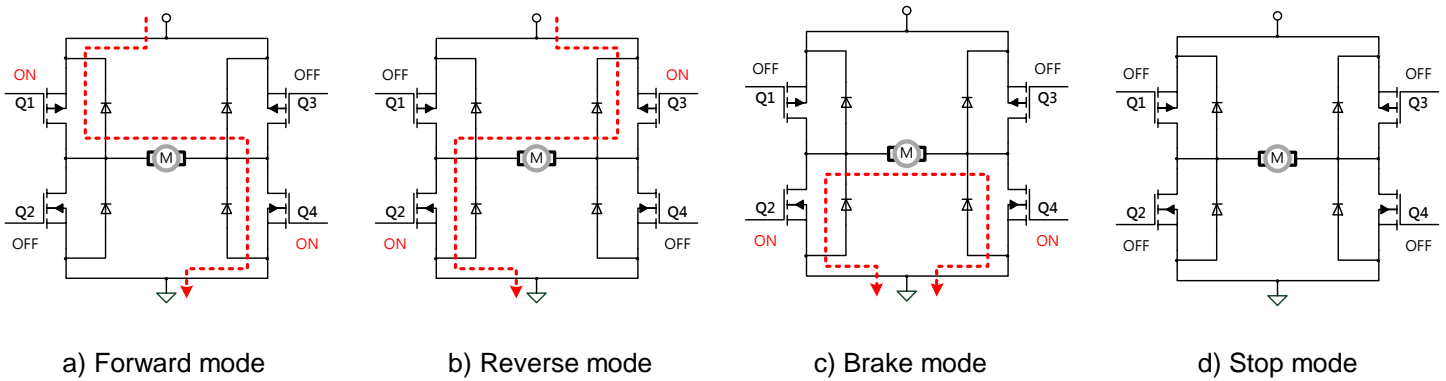 ON
OFF
Q1
Q3
M
Q2
Q4
OFF
ON
a) Forward mode
OFF
ON
Q1
Q3
M
Q2
Q4
ON
OFF
b) Reverse mode
OFF
OFF
Q1
Q3
M
Q2
Q4
ON
ON
c) Brake mode
OFF
OFF
Q1
Q3
M
Q2
Q4
OFF
OFF
d) Stop mode